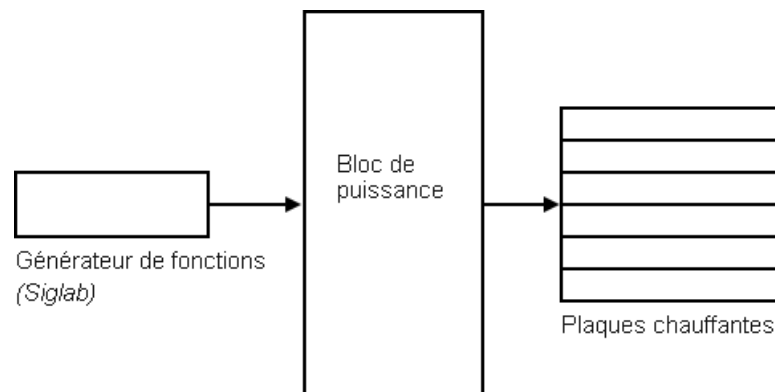 Bloc de
puissance
Générateur de fonctions
(Siglab)
Plaques chauffantes